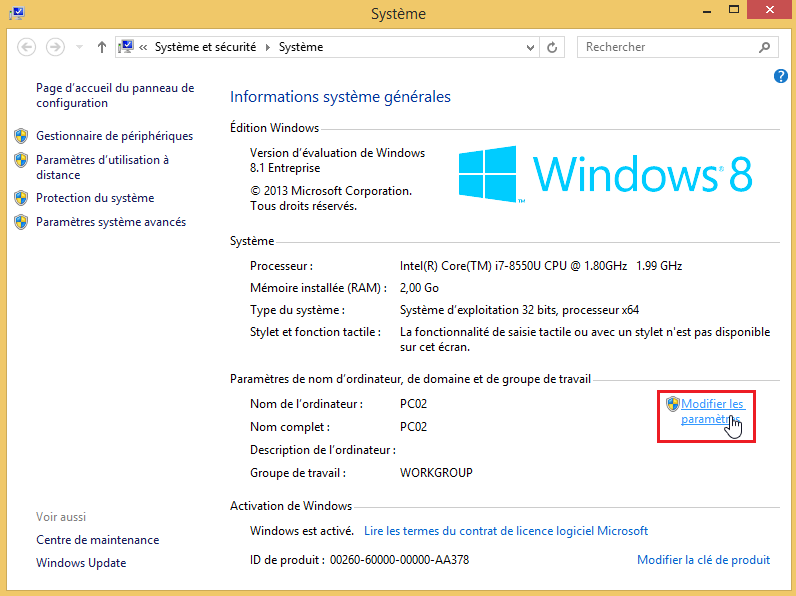 Système
« Système et sécurité Système
Rechercher
Page d'accueil du panneau de
configuration
Gestionnaire de périphériques
Paramètres d'utilisation à
distance
Protection du système
Paramètres système avancés
Voir aussi
Centre de maintenance
Windows Update
?
Informations système générales
Édition Windows
Version d'évaluation de Windows
8.1 Entreprise
© 2013 Microsoft Corporation.
Tous droits réservés.
Windows® 8
™
Système
Processeur : Intel(R) Core(TM) i7-8550U CPU @ 1.80GHz 1.99 GHz
Mémoire installée (RAM) : 2,00 Go
Type du système : Système d'exploitation 32 bits, processeur x64
Stylet et fonction tactile : La fonctionnalité de saisie tactile ou avec un stylet n'est pas disponible
sur cet écran.
Paramètres de nom d'ordinateur, de domaine et de groupe de travail
Nom de l'ordinateur : PC02
Modifier les
paramètres
Nom complet : PC02
Description de l'ordinateur :
Groupe de travail : WORKGROUP
Activation de Windows
Windows est activé. Lire les termes du contrat de licence logiciel Microsoft
ID de produit : 00260-60000-00000-AA378 Modifier la clé de produit